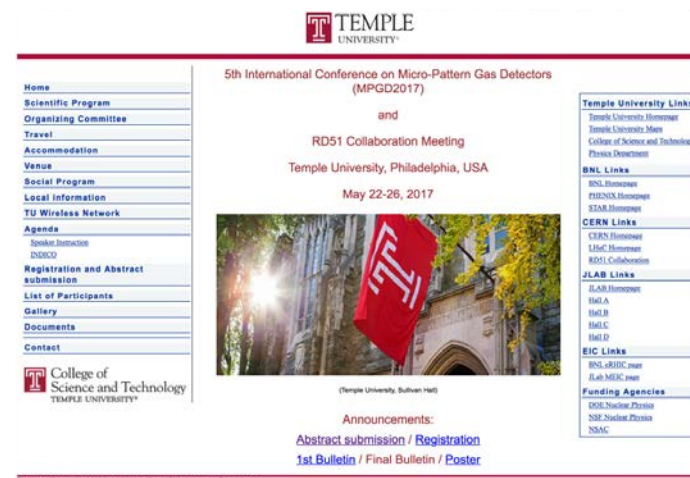 TEMPLE
UNIVERSITY
5th International Conference on Micro-Pattern Gas Detectors
(MPGD2017)
and
RD51 Collaboration Meeting
Temple University, Philadelphia, USA
May 22-26, 2017
(Temple University, Sullivan Hall)
Announcements:
Abstract submission / Registration
1st Bulletin / Final Bulletin / Poster
Home
Scientific Program
Organizing Committee
Travel
Accommodation
Venue
Social Program
Local Information
TU Wireless Network
Agenda
Speaker Instruction
INDICO
Registration and Abstract
submission
List of Participants
Gallery
Documents
Contact
College of
Science and Technology
TEMPLE UNIVERSITY
Temple University Links
Temple University Homepage
Temple University Maps
College of Science and Technolog
Physics Department
BNL Links
BNL Homepage
PHENIX Homepage
STAR Homepage
CERN Links
CERN Homepage
LHeC Homepage
RD51 Collaboration
JLAB Links
JLAB Homepage
Hall A
Hall B
Hall C
Hall D
EIC Links
BNL eRHIC page
JLab MEIC page
Funding Agencies
DOE Nuclear Physics
NSF Nuclear Physics
NSAC